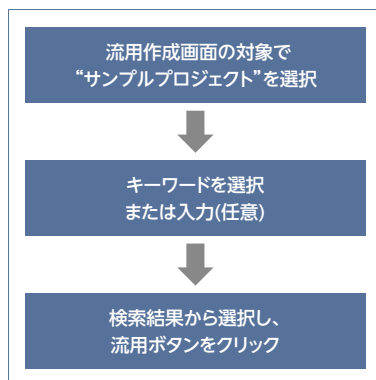 流用作成画面の対象で
“サンプルプロジェクト”を選択
キーワードを選択
または入力(任意)
検索結果から選択し、
流用ボタンをクリック